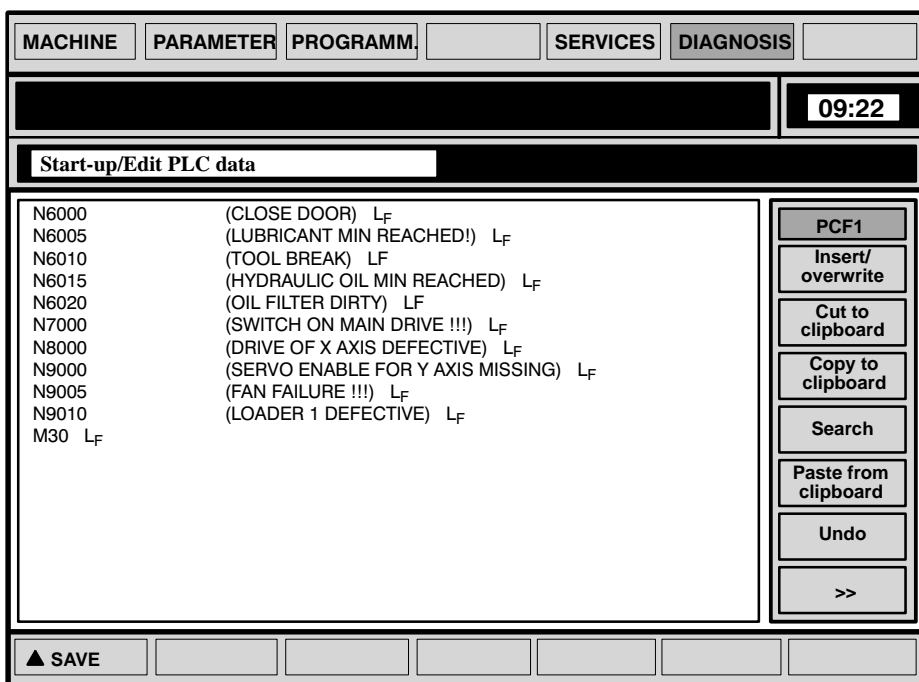 MACHINE PARAMETER PROGRAMM. SERVICES DIAGNOSIS
09:22
Start-up/Edit PLC data
N6000 (CLOSE DOOR) LF
N6005 (LUBRICANT MIN REACHED!) LF
N6010 (TOOL BREAK) LF
N6015 (HYDRAULIC OIL MIN REACHED) LF
N6020 (OIL FILTER DIRTY) LF
N7000 (SWITCH ON MAIN DRIVE !!!) LF
N8000 (DRIVE OF X AXIS DEFECTIVE) LF
N9000 (SERVO ENABLE FOR Y AXIS MISSING) LF
N9005 (FAN FAILURE !!!) LF
N9010 (LOADER 1 DEFECTIVE) LF
M30 LF
PCF1
Insert/
overwrite
Cut to
clipboard
Copy to
clipboard
Search
Paste from
clipboard
Undo
>>
▲ SAVE